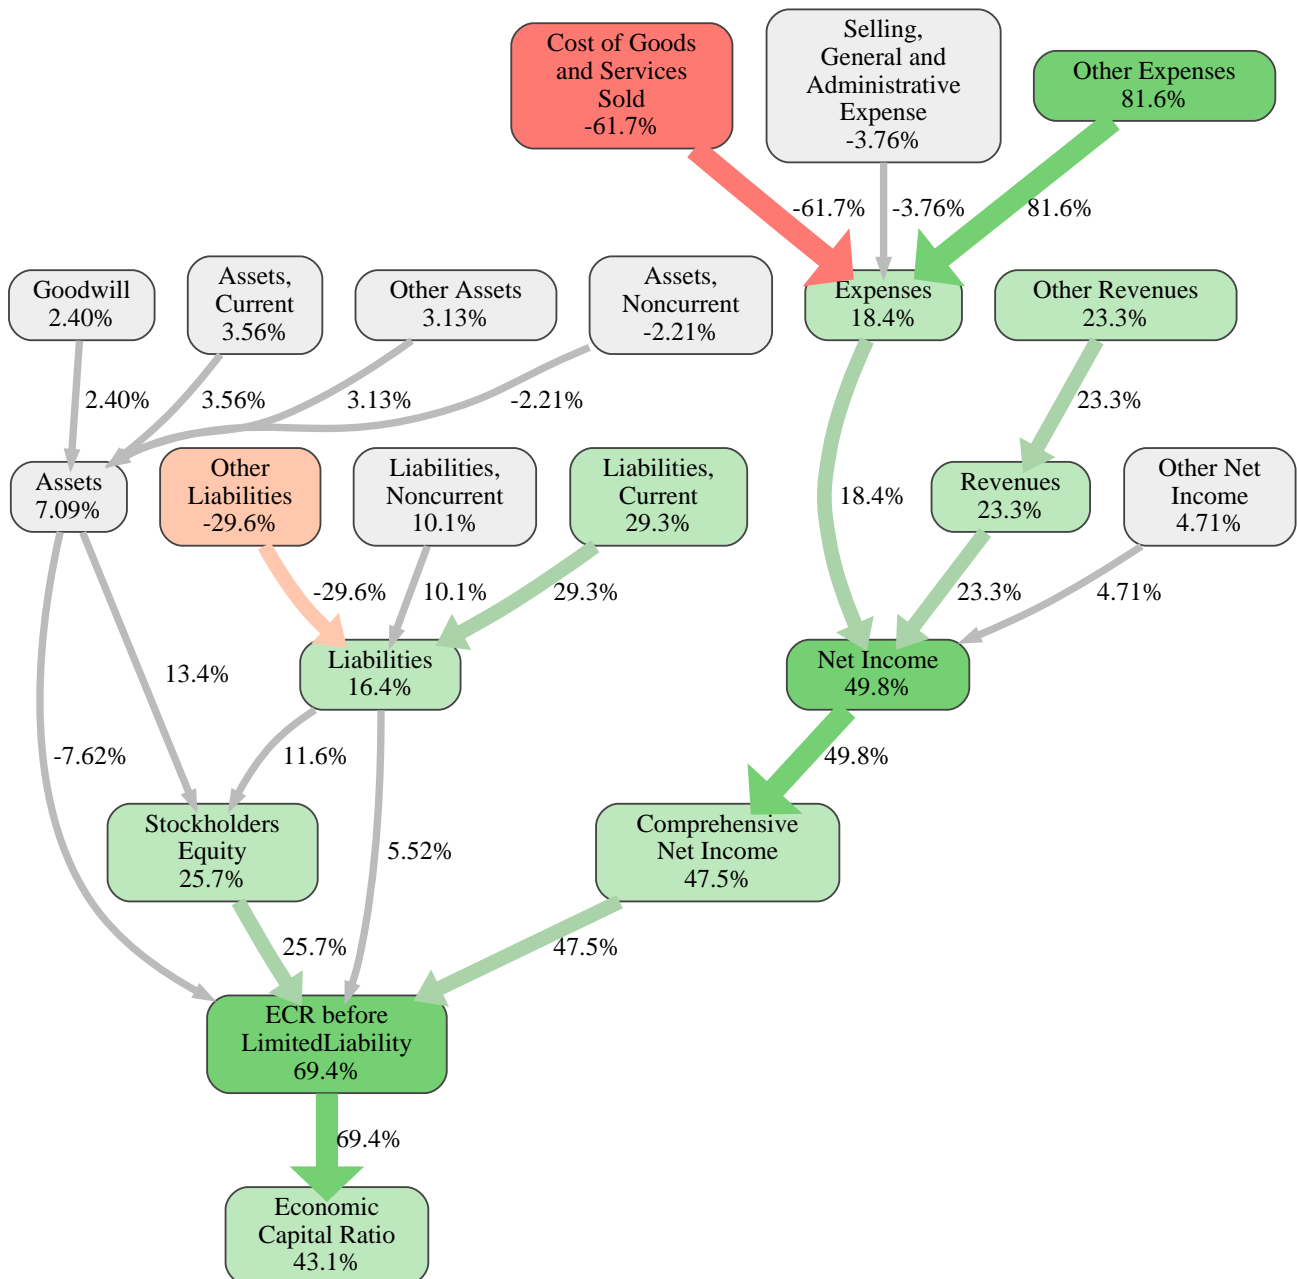 Cost of Goods
and Services
Sold
-61.7%
Selling,
General and
Administrative
Expense
-3.76%
Other Expenses
81.6%
-61.7%
-3.76%
81.6%
Goodwill
2.40%
Assets,
Current
3.56%
Other Assets
3.13%
Assets,
Noncurrent
-2.21%
Expenses
18.4%
Other Revenues
23.3%
2.40%
3.56%
3.13%
-2.21%
23.3%
Assets
7.09%
Other
Liabilities
-29.6%
Liabilities,
Noncurrent
10.1%
Liabilities,
Current
29.3%
18.4%
Revenues
23.3%
Other Net
Income
4.71%
-29.6%
10.1%
29.3%
23.3%
4.71%
13.4%
Liabilities
16.4%
Net Income
49.8%
-7.62%
11.6%
49.8%
Stockholders
Equity
25.7%
5.52%
Comprehensive
Net Income
47.5%
25.7%
47.5%
ECR before
LimitedLiability
69.4%
69.4%
Economic
Capital Ratio
43.1%